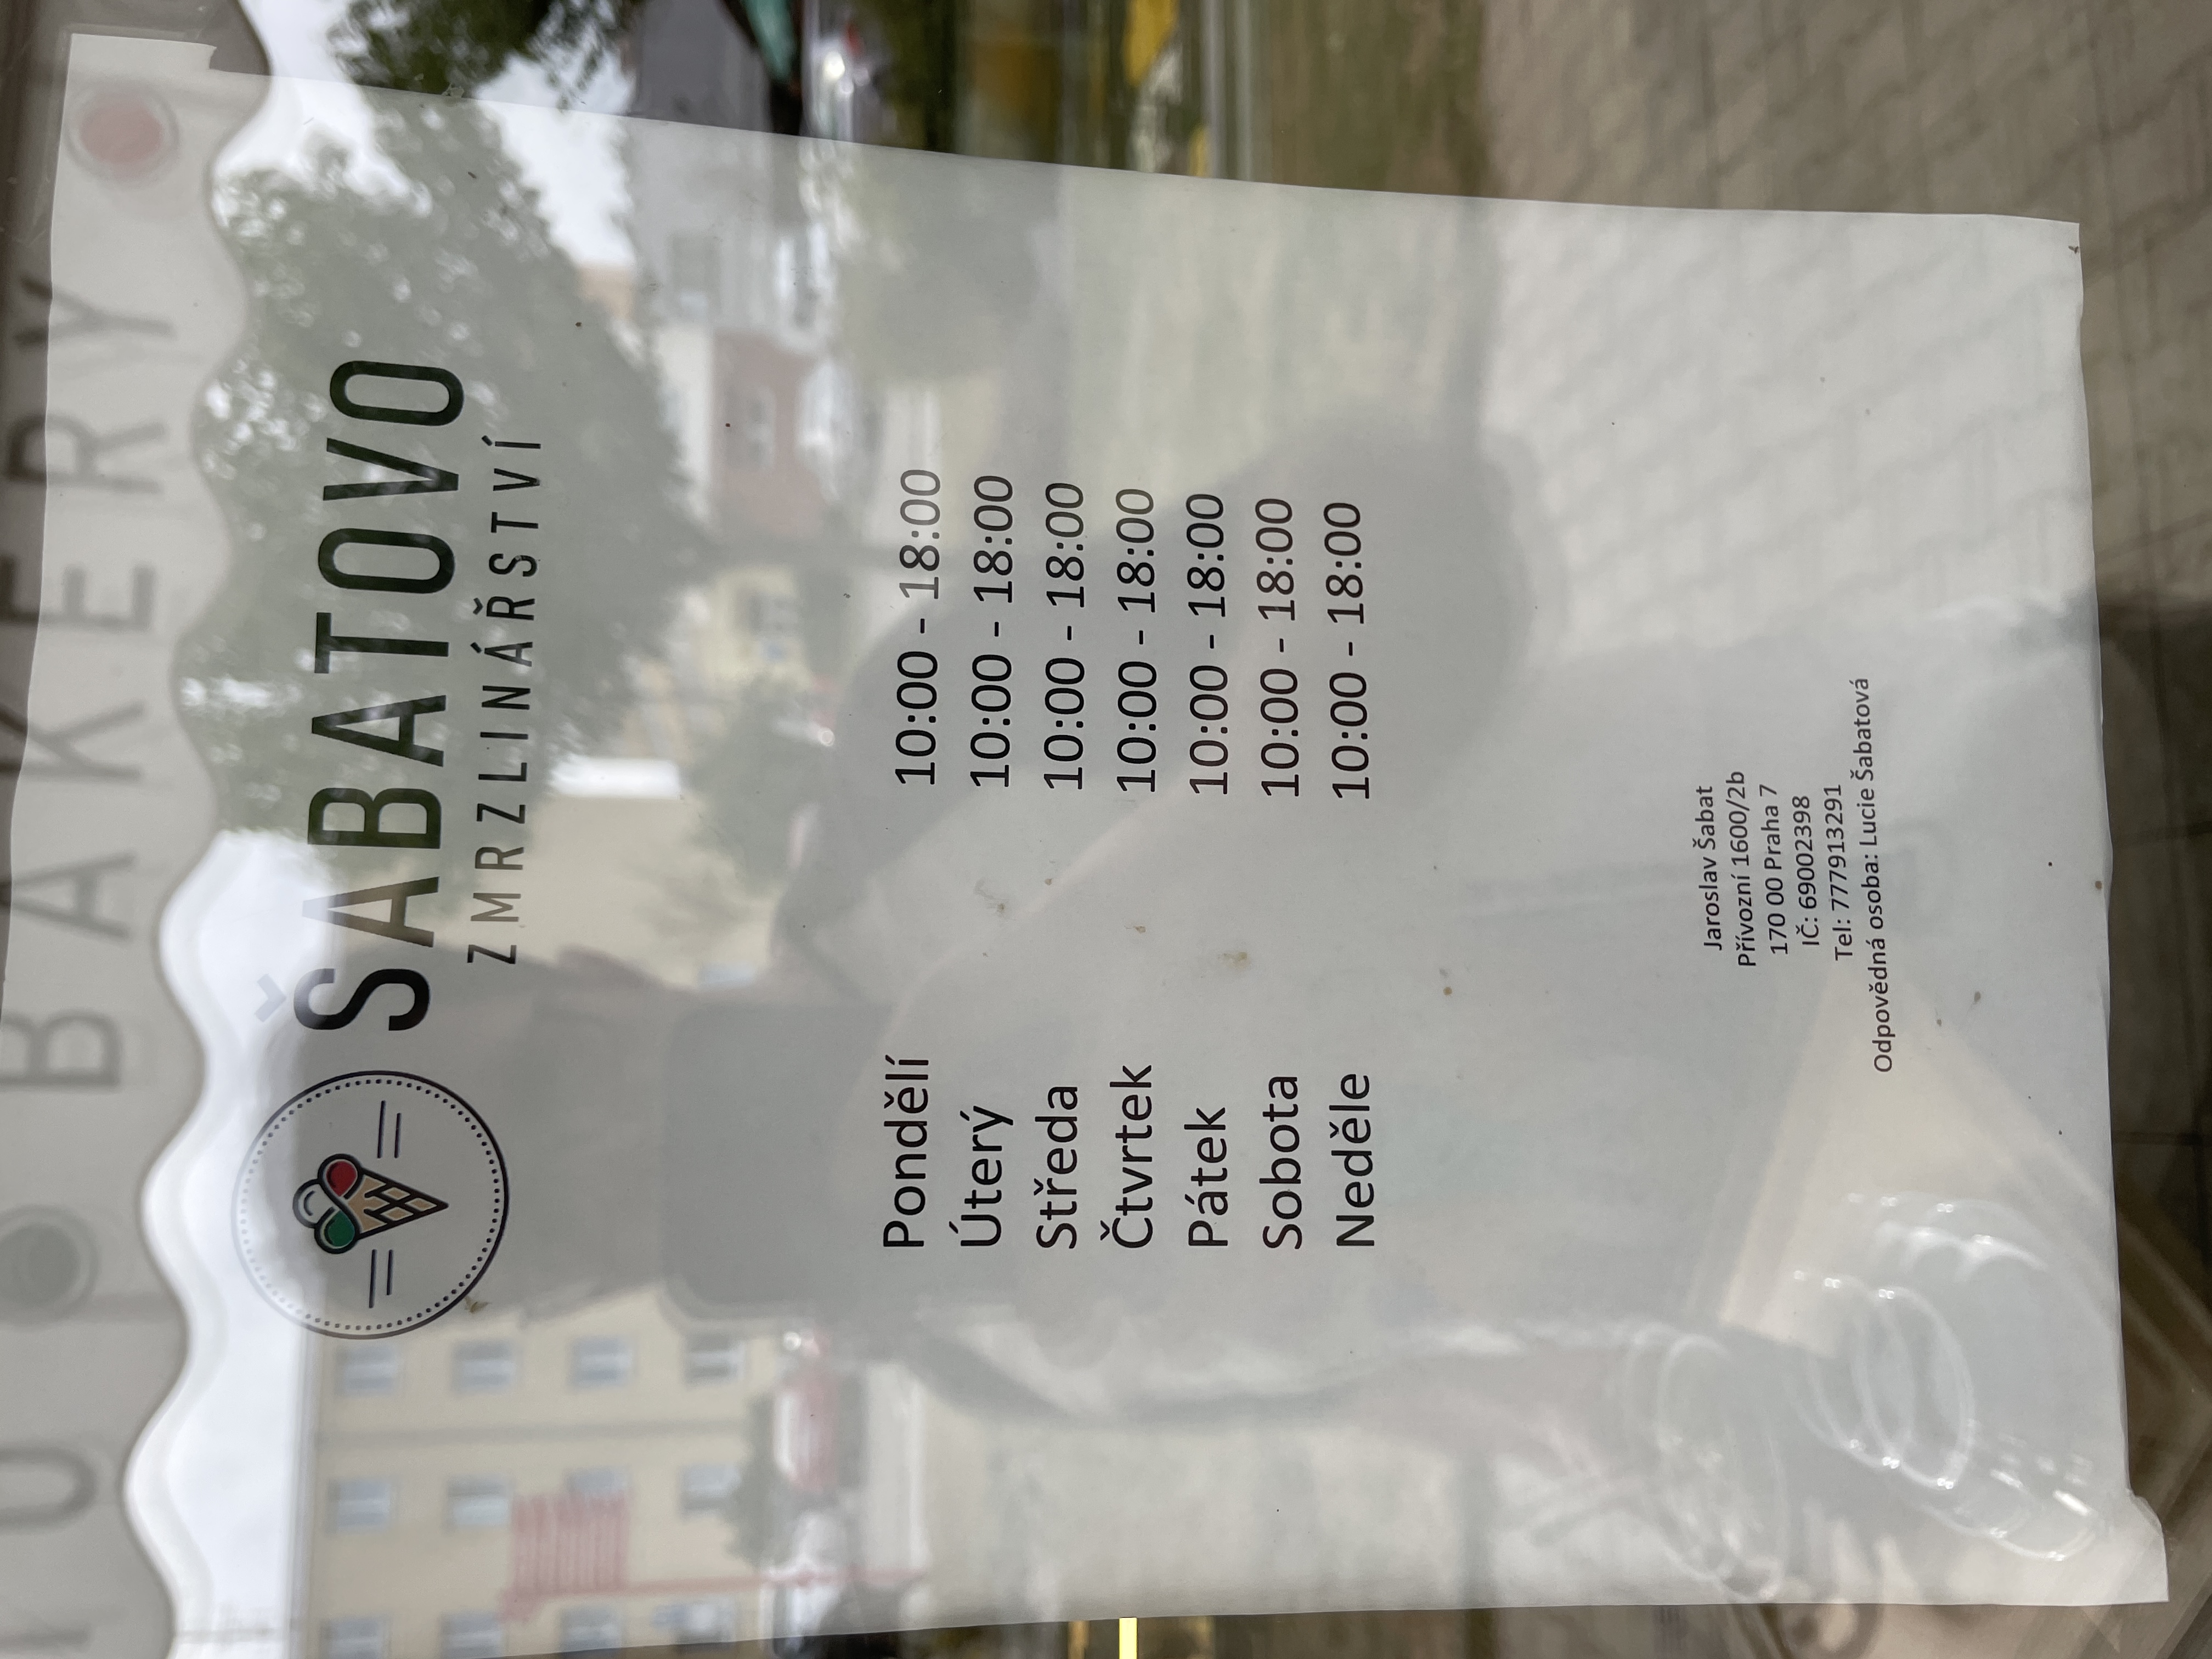 BAKERY
ŠABATOVO
ZMRZLINÁŘSTVÍ
Pondělí 10:00 - 18:00
Úterý 10:00 - 18:00
Středa 10:00 - 18:00
Čtvrtek 10:00 - 18:00
Pátek 10:00 - 18:00
Sobota 10:00 - 18:00
Neděle 10:00 - 18:00
Jaroslav Šabat
Přívozní 1600/2b
170 00 Praha 7
IČ: 69002398
Tel: 777913291
Odpovědná osoba: Lucie Šabatová